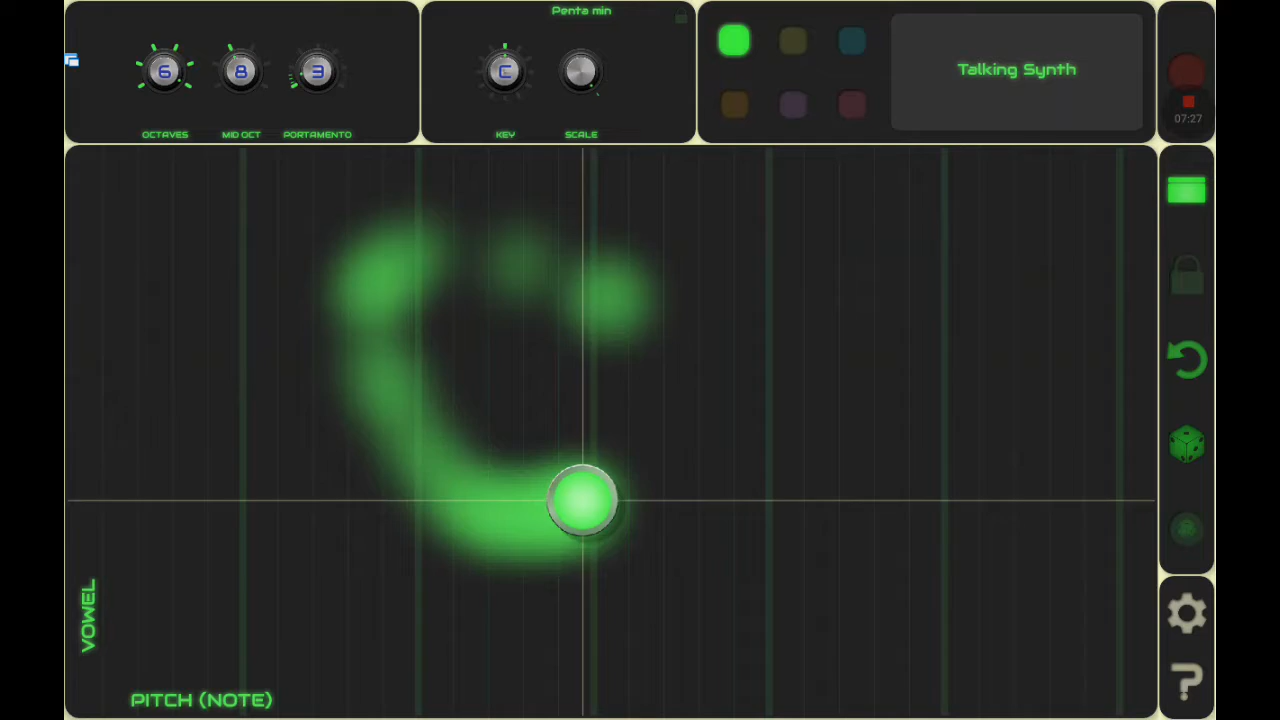 Penta min
6
8
3
C
OCTAVES
MID OCT
PORTAMENTO
KEY
SCALE
Talking Synth
07:27
VOWEL
PITCH (NOTE)
?